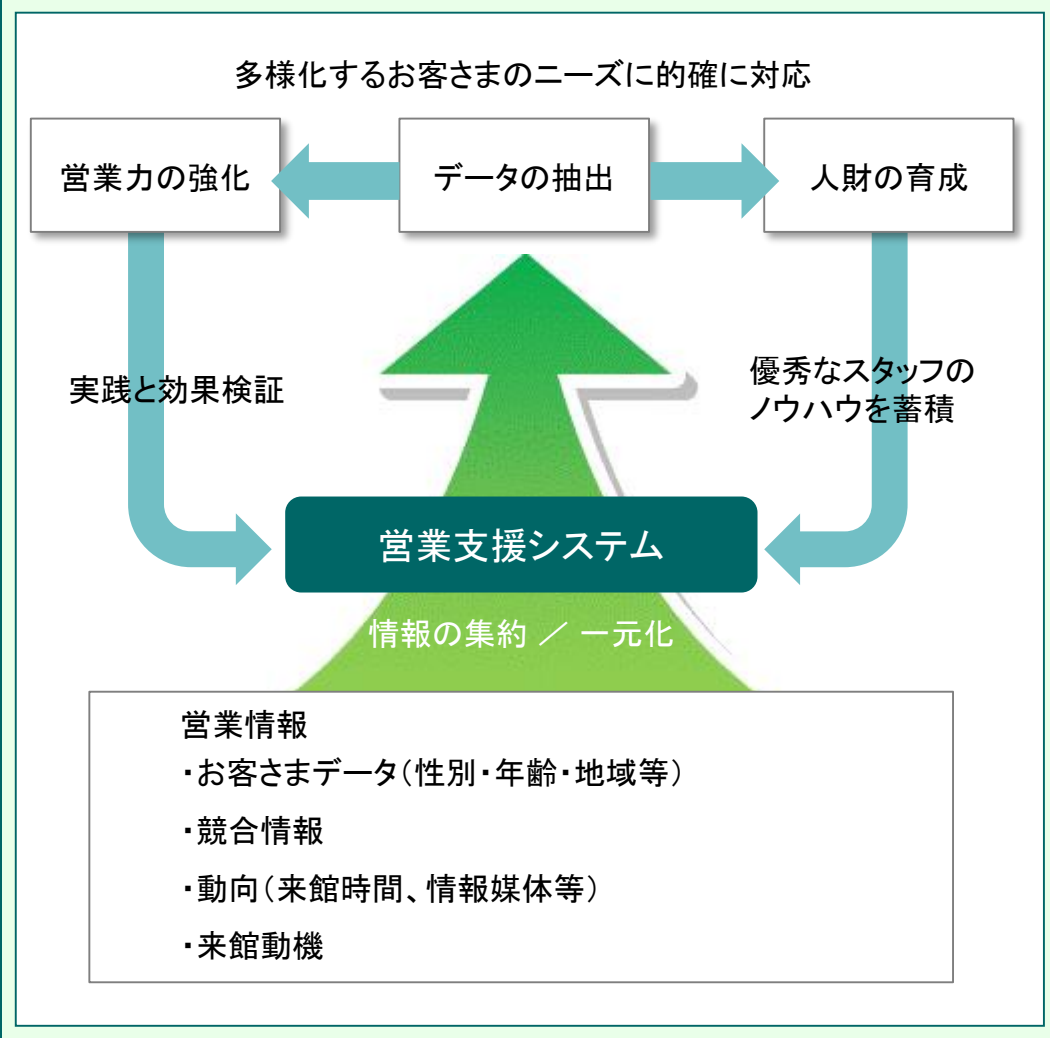 多様化するお客さまのニーズに的確に対応
営業力の強化
データの抽出
人財の育成
実践と効果検証
優秀なスタッフの
ノウハウを蓄積
営業支援システム
情報の集約 ／ 一元化
営業情報
・お客さまデータ（性別・年齢・地域等）
・競合情報
・動向（来館時間、情報媒体等）
・来館動機